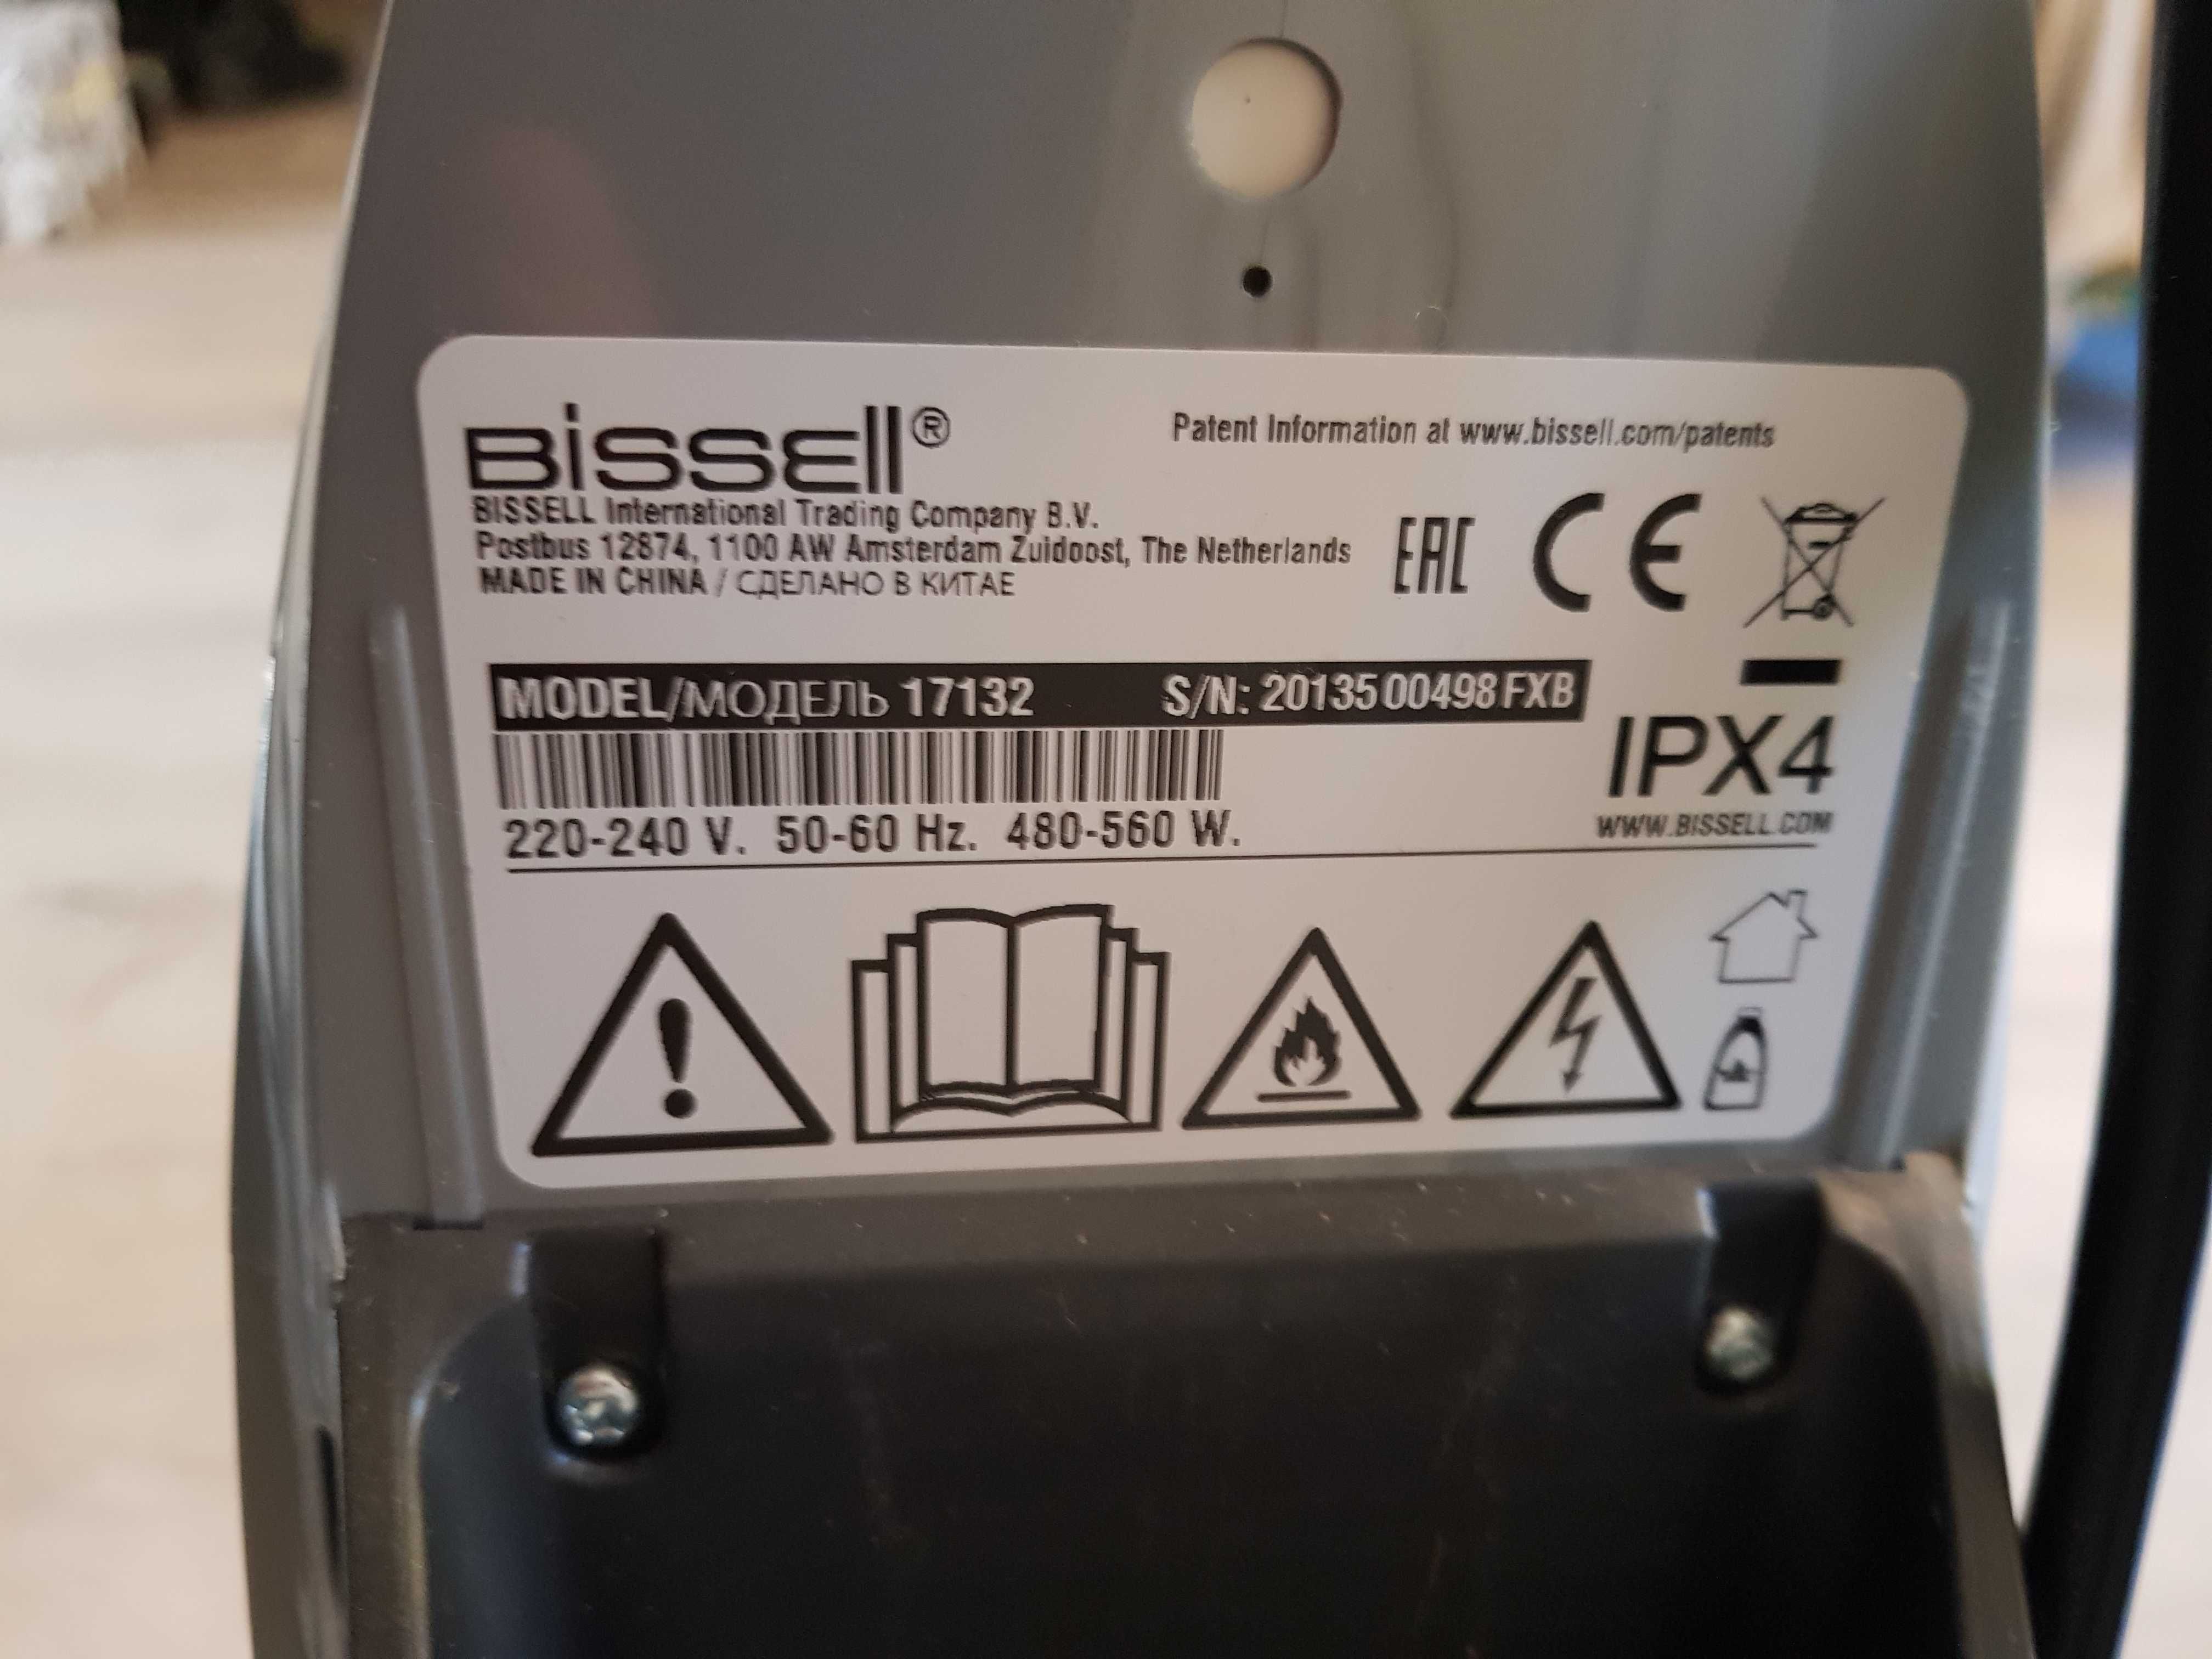 BISSELL®
Patent Information at www.bissell.com/patents
BISSELL International Trading Company B.V.
Postbus 12874, 1100 AW Amsterdam Zuidoost, The Netherlands
MADE IN CHINA / СДЕЛАНО В КИТАЕ
EAC CE
MODEL/МОДЕЛЬ 17132 S/N: 2013500498FXB
IPX4
220-240 V. 50-60 Hz. 480-560 W.
WWW.BISSELL.COM